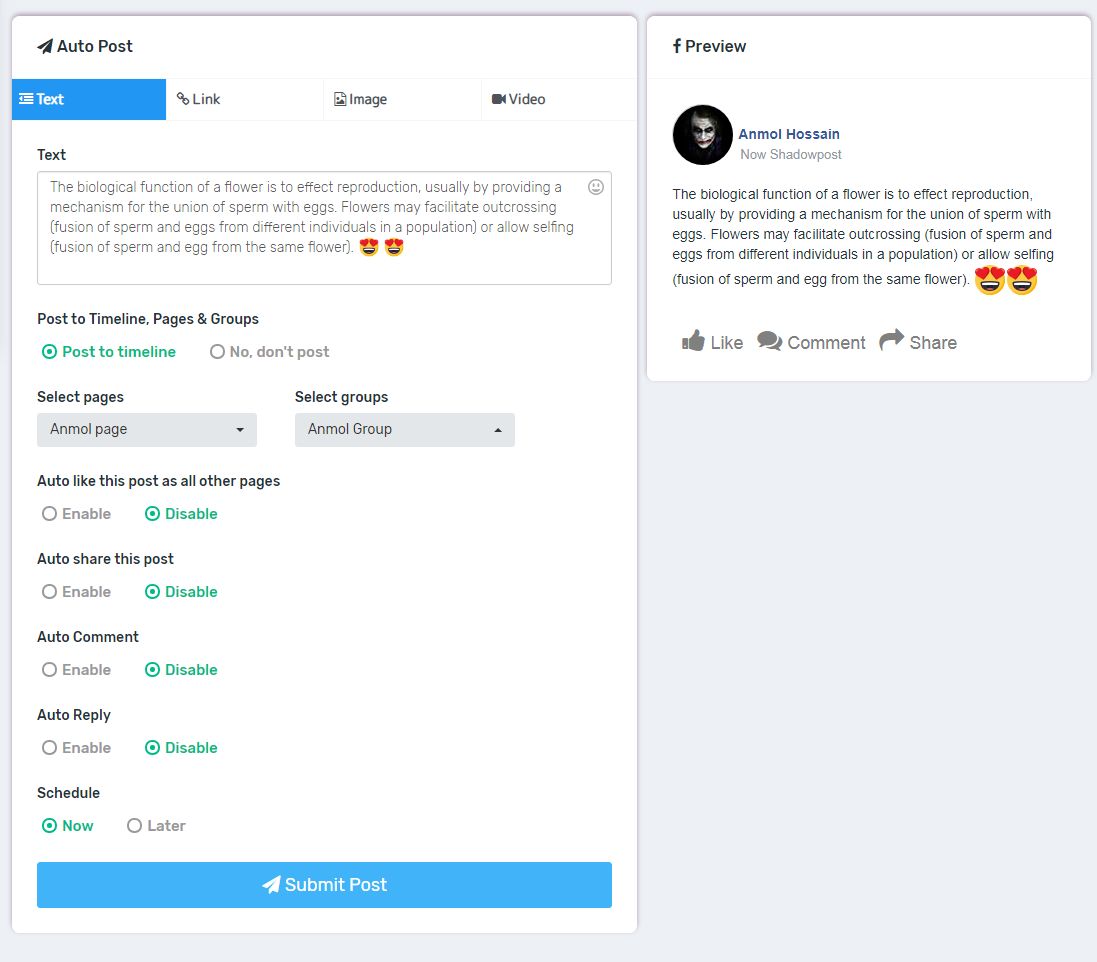 Auto Post
Text
Link
Image
Video
Text
The biological function of a flower is to effect reproduction, usually by providing a
mechanism for the union of sperm with eggs. Flowers may facilitate outcrossing
(fusion of sperm and eggs from different individuals in a population) or allow selfing
(fusion of sperm and egg from the same flower). 😍 😍
Post to Timeline, Pages & Groups
Post to timeline
No, don't post
Select pages
Select groups
Anmol page
Anmol Group
Auto like this post as all other pages
Enable
Disable
Auto share this post
Enable
Disable
Auto Comment
Enable
Disable
Auto Reply
Enable
Disable
Schedule
Now
Later
Submit Post
Preview
Anmol Hossain
Now Shadowpost
The biological function of a flower is to effect reproduction,
usually by providing a mechanism for the union of sperm with
eggs. Flowers may facilitate outcrossing (fusion of sperm and
eggs from different individuals in a population) or allow selfing
(fusion of sperm and egg from the same flower). 😍😍
Like
Comment
Share